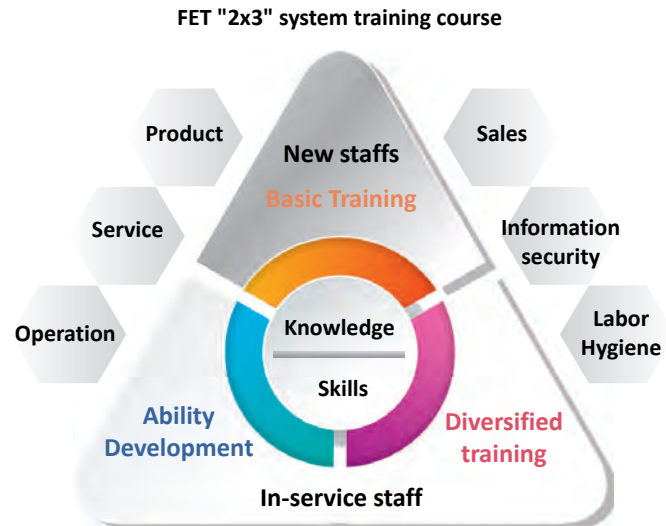 FET "2x3" system training course
Product
Sales
New staffs
Basic Training
Service
Information
security
Operation
Knowledge
Labor
Hygiene
Skills
Ability
Development
Diversified
training
In-service staff